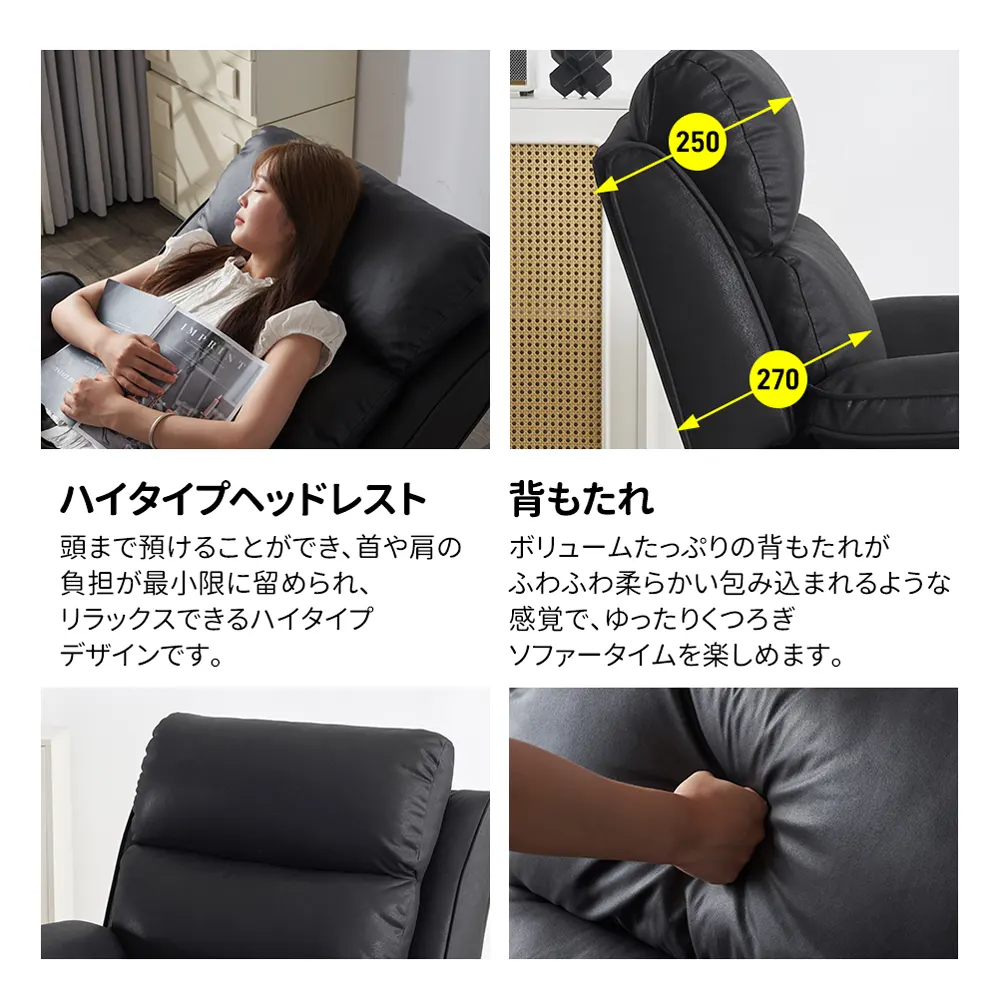 IMPRINT
250
270
ハイタイプヘッドレスト
頭まで預けることができ、首や肩の
負担が最小限に留められ、
リラックスできるハイタイプ
デザインです。
背もたれ
ボリュームたっぷりの背もたれが
ふわふわ柔らかい包み込まれるような
感覚で、ゆったりくつろぎ
ソファータイムを楽しめます。